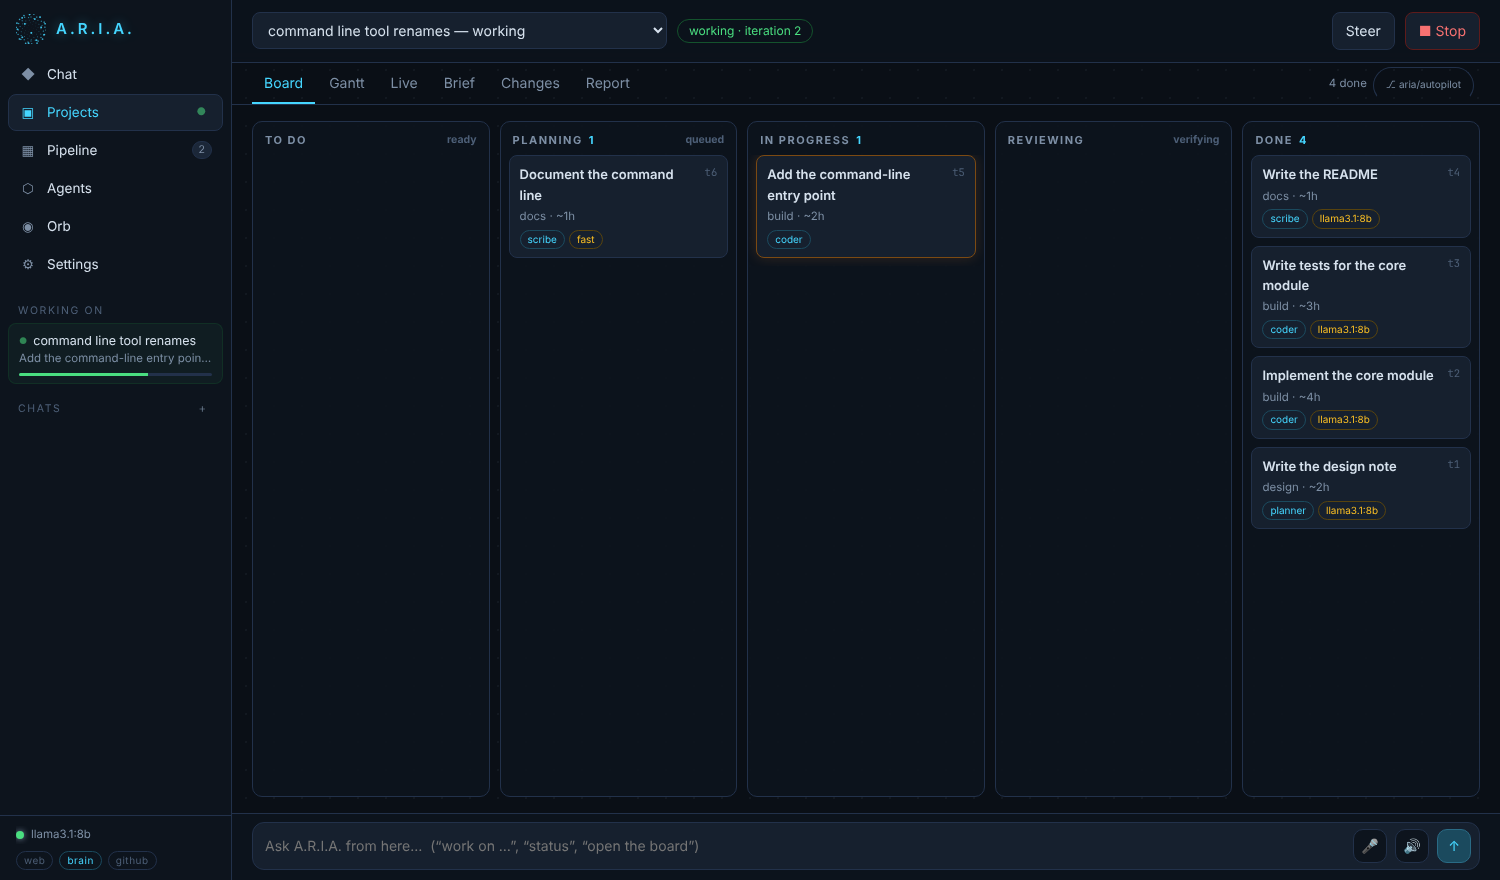 A.R.I.A.
Chat
Projects
Pipeline 2
Agents
Orb
Settings
WORKING ON
command line tool renames
Add the command-line entry poin...
CHATS +
llama3.1:8b
web brain github
command line tool renames — working
working · iteration 2
Steer
Stop
Board Gantt Live Brief Changes Report
4 done
aria/autopilot
TO DO ready
PLANNING 1 queued
Document the command t6
line
docs · ~1h
scribe fast
IN PROGRESS 1
Add the command-line t5
entry point
build · ~2h
coder
REVIEWING verifying
DONE 4
Write the README t4
docs · ~1h
scribe llama3.1:8b
Write tests for the core t3
module
build · ~3h
coder llama3.1:8b
Implement the core module t2
build · ~4h
coder llama3.1:8b
Write the design note t1
design · ~2h
planner llama3.1:8b
Ask A.R.I.A. from here... (“work on ...”, “status”, “open the board”)